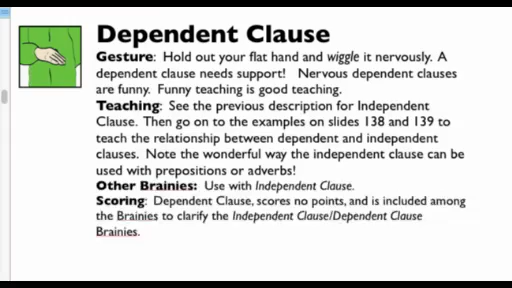 Dependent Clause
Gesture: Hold out your flat hand and wiggle it nervously. A
dependent clause needs support! Nervous dependent clauses
are funny. Funny teaching is good teaching.
Teaching: See the previous description for Independent
Clause. Then go on to the examples on slides 138 and 139 to
teach the relationship between dependent and independent
clauses. Note the wonderful way the independent clause can be
used with prepositions or adverbs!
Other Brainies: Use with Independent Clause.
Scoring: Dependent Clause, scores no points, and is included among
the Brainies to clarify the Independent Clause/Dependent Clause
Brainies.